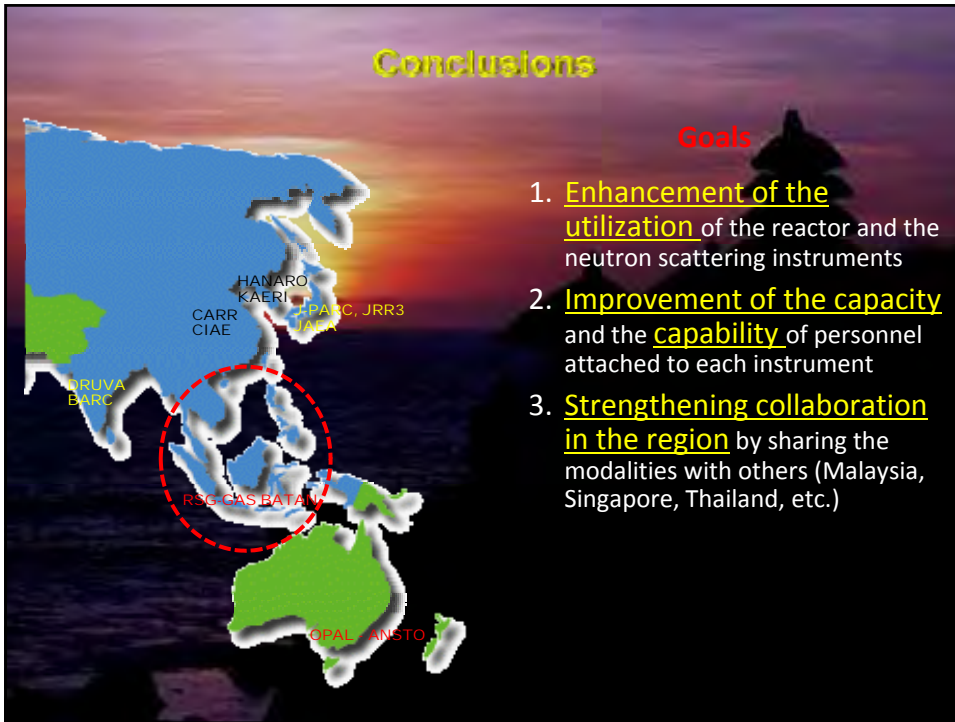 Conclusions
Goals
1. Enhancement of the
utilization of the reactor and the
neutron scattering instruments
2. Improvement of the capacity
and the capability of personnel
attached to each instrument
3. Strengthening collaboration
in the region by sharing the
modalities with others (Malaysia,
Singapore, Thailand, etc.)
HANARO
KAERI
CARR
CIAE
J-PARC, JRR3
JAEA
DRUVA
BARC
RSG GAS BATAN
OPAL - ANSTO